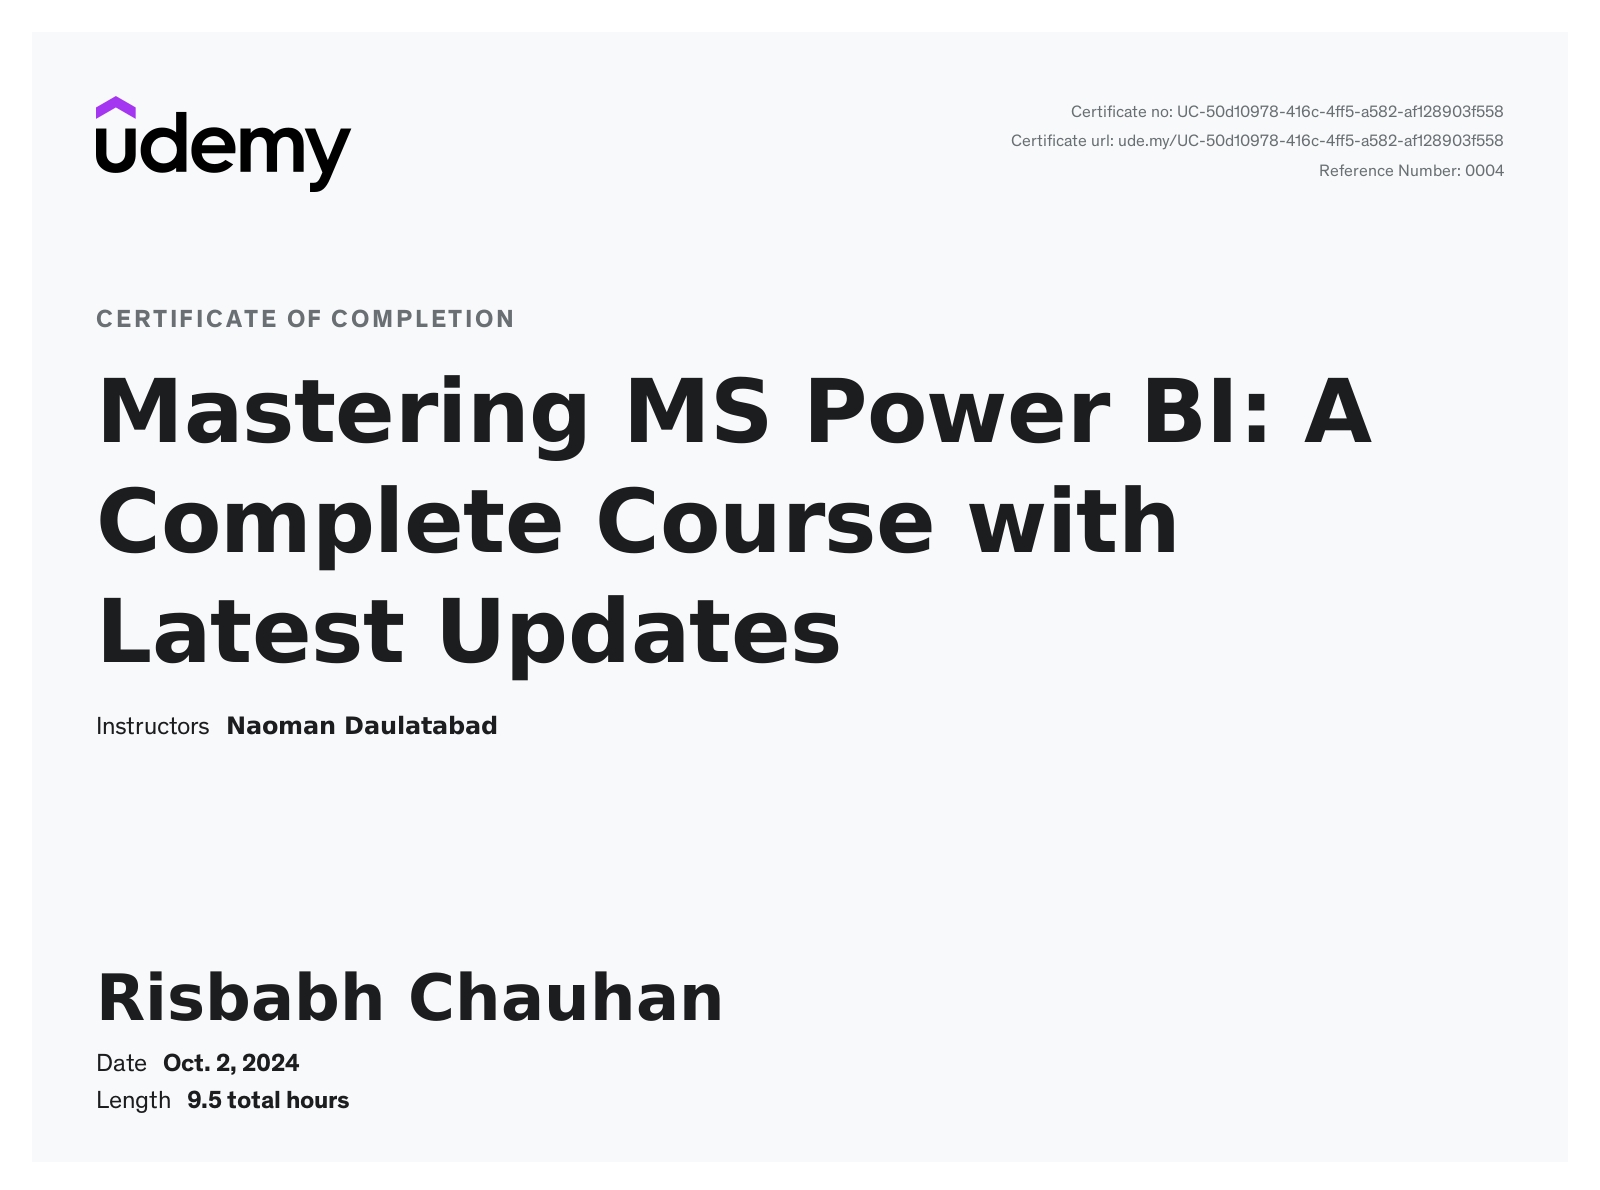 udemy
Certificate no: UC-50d10978-416c-4ff5-a582-af128903f558
Certificate url: ude.my/UC-50d10978-416c-4ff5-a582-af128903f558
Reference Number: 0004
CERTIFICATE OF COMPLETION
Mastering MS Power BI: A
Complete Course with
Latest Updates
Instructors Naoman Daulatabad
Risbabh Chauhan
Date Oct. 2, 2024
Length 9.5 total hours